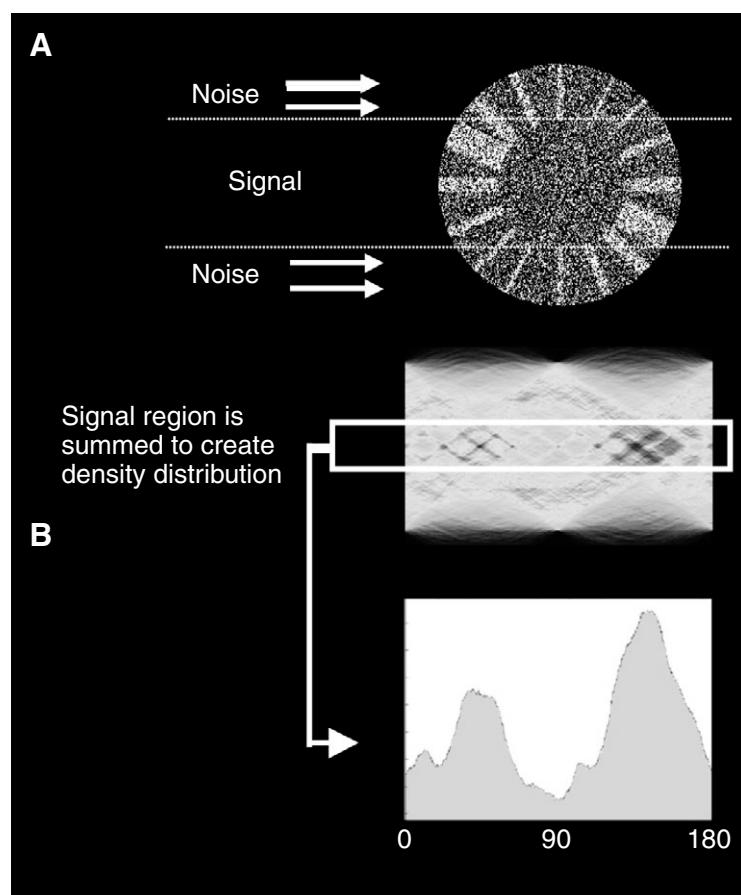 A
Noise
Signal
Noise
Signal region is
summed to create
density distribution
B
0 90 180